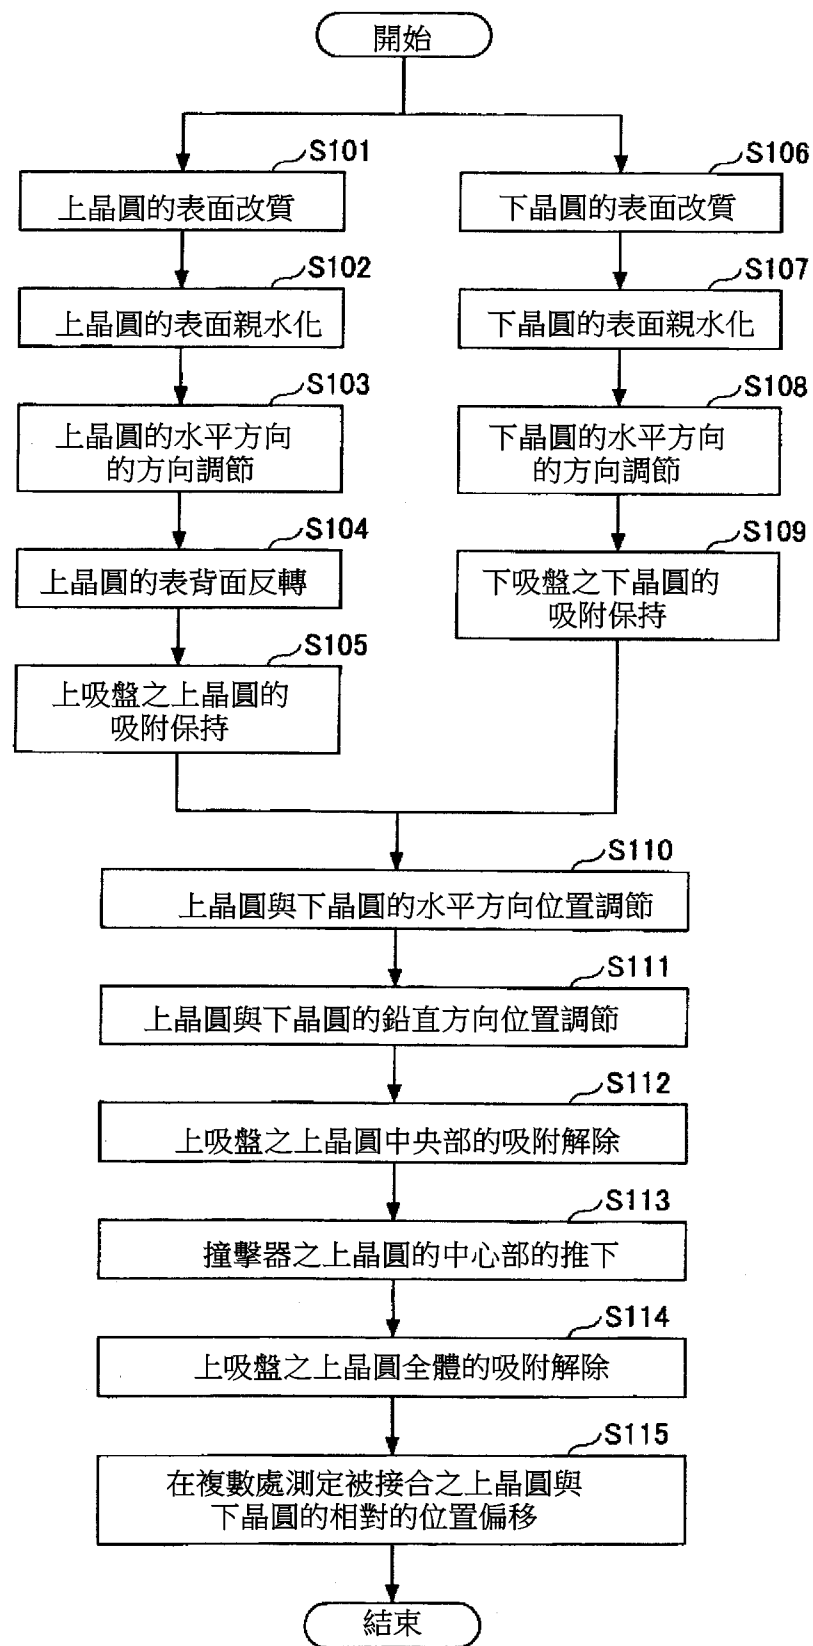 開始
S101
上晶圓的表面改質
S102
上晶圓的表面親水化
S103
上晶圓的水平方向
的方向調節
S104
上晶圓的表背面反轉
S105
上吸盤之上晶圓的
吸附保持
S106
下晶圓的表面改質
S107
下晶圓的表面親水化
S108
下晶圓的水平方向
的方向調節
S109
下吸盤之下晶圓的
吸附保持
S110
上晶圓與下晶圓的水平方向位置調節
S111
上晶圓與下晶圓的鉛直方向位置調節
S112
上吸盤之上晶圓中央部的吸附解除
S113
撞擊器之上晶圓的中心部的推下
S114
上吸盤之上晶圓全體的吸附解除
S115
在複數處測定被接合之上晶圓與
下晶圓的相對的位置偏移
結束